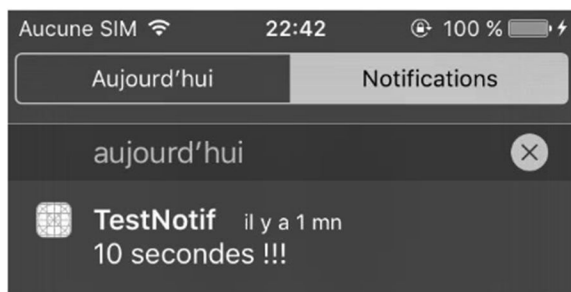 Aucune SIM 22:42 100 %
Aujourd'hui Notifications
aujourd'hui
TestNotif il y a 1 mn
10 secondes !!!